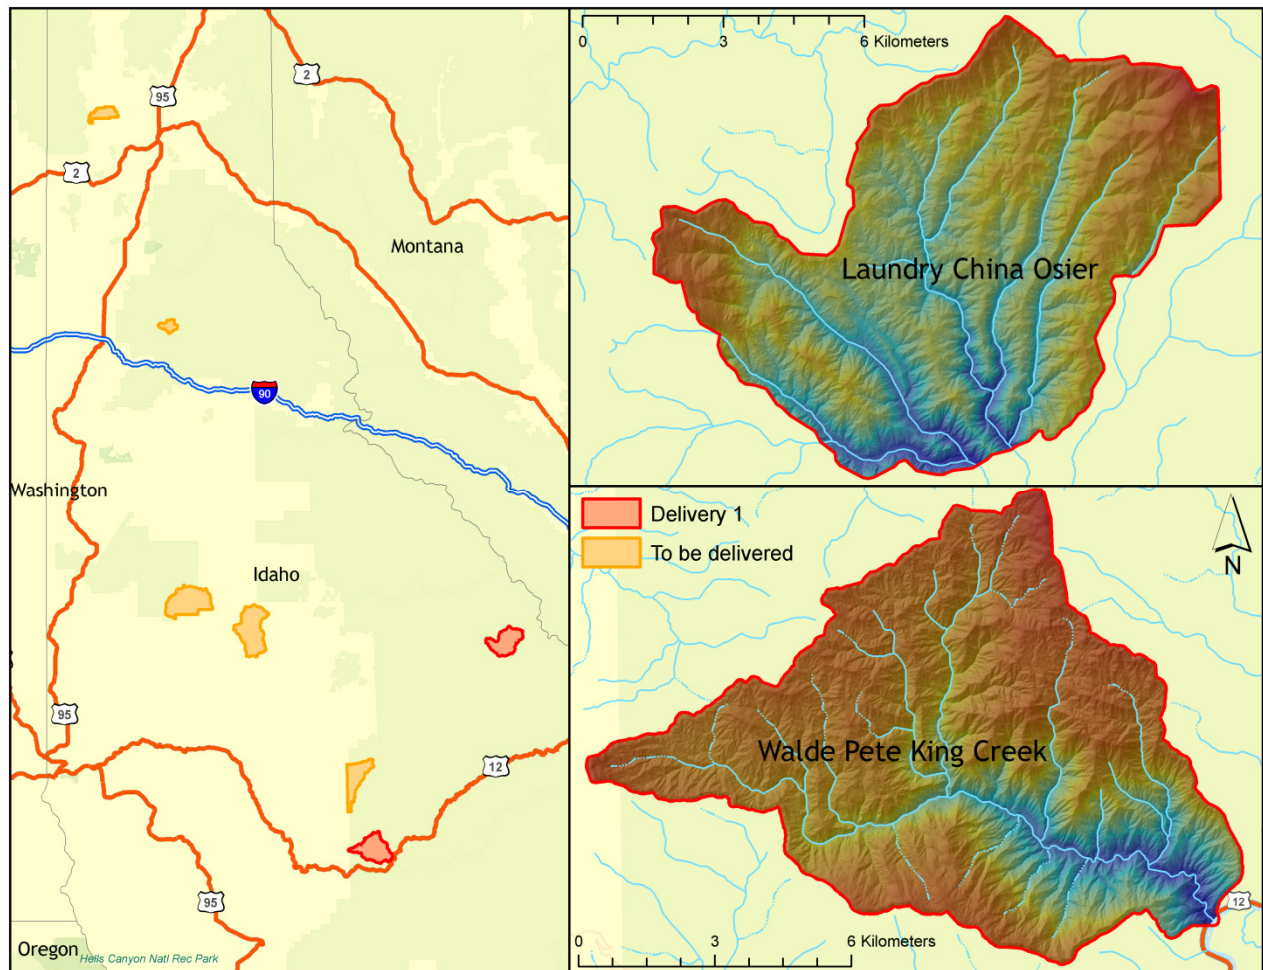 2
95
2
Montana
90
Washington
Idaho
95
12
95
Oregon
Hells Canyon Natl Rec Park
0 3 6 Kilometers
Laundry China Osier
Delivery 1
To be delivered
N
Walde Pete King Creek
12
0 3 6 Kilometers